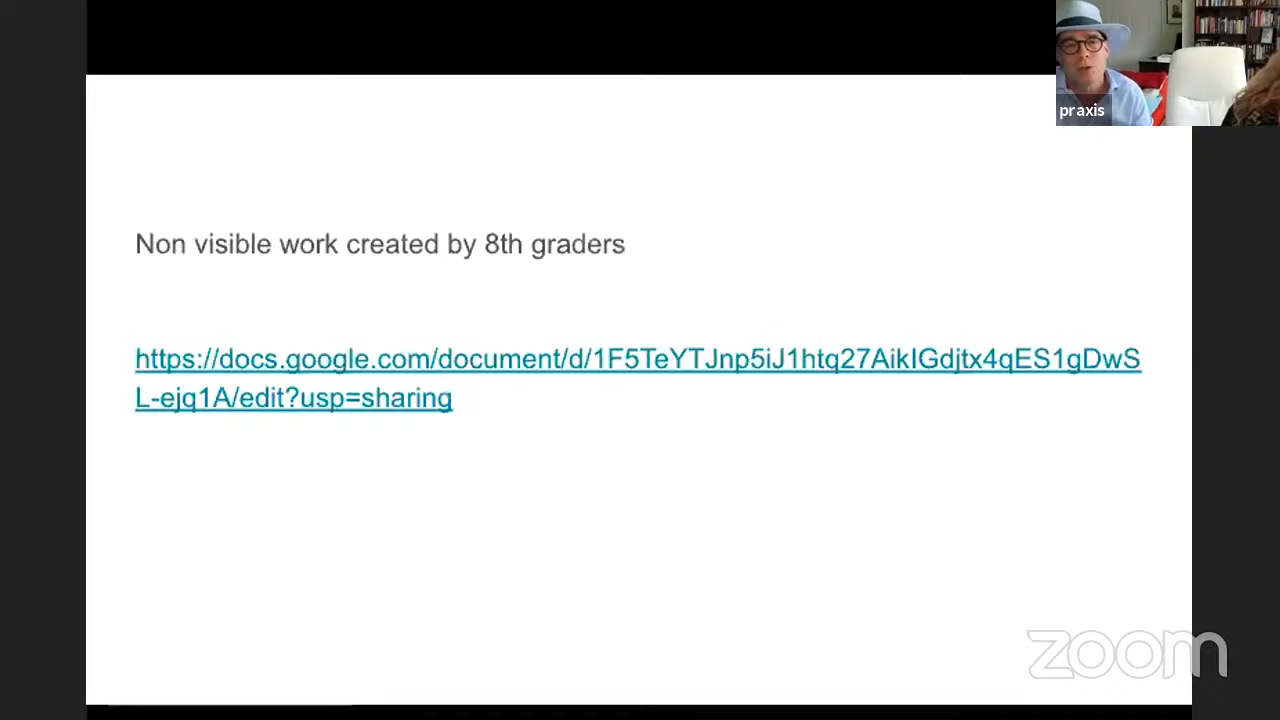 praxis
Non visible work created by 8th graders
https://docs.google.com/document/d/1F5TeYTJnp5iJ1htq27AikIGdjtx4qES1gDwS
L-ejq1A/edit?usp=sharing
zoom